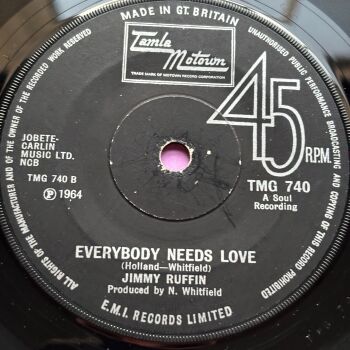 MADE IN GT. BRITAIN
Tamla
Motown
TRADE MARK OF MOTOWN RECORD CORPORATION
45
R.P.M.
JOBETE-
CARLIN
MUSIC LTD.
NCB
TMG 740 B
Ⓟ 1964
TMG 740
A Soul
Recording
EVERYBODY NEEDS LOVE
(Holland—Whitfield)
JIMMY RUFFIN
Produced by N. Whitfield
E.M.I. RECORDS LIMITED
ALL RIGHTS OF THE MANUFACTURER AND OF THE OWNER OF THE RECORDED WORK RESERVED
UNAUTHORISED PUBLIC PERFORMANCE BROADCASTING AND COPYING OF THIS RECORD PROHIBITED